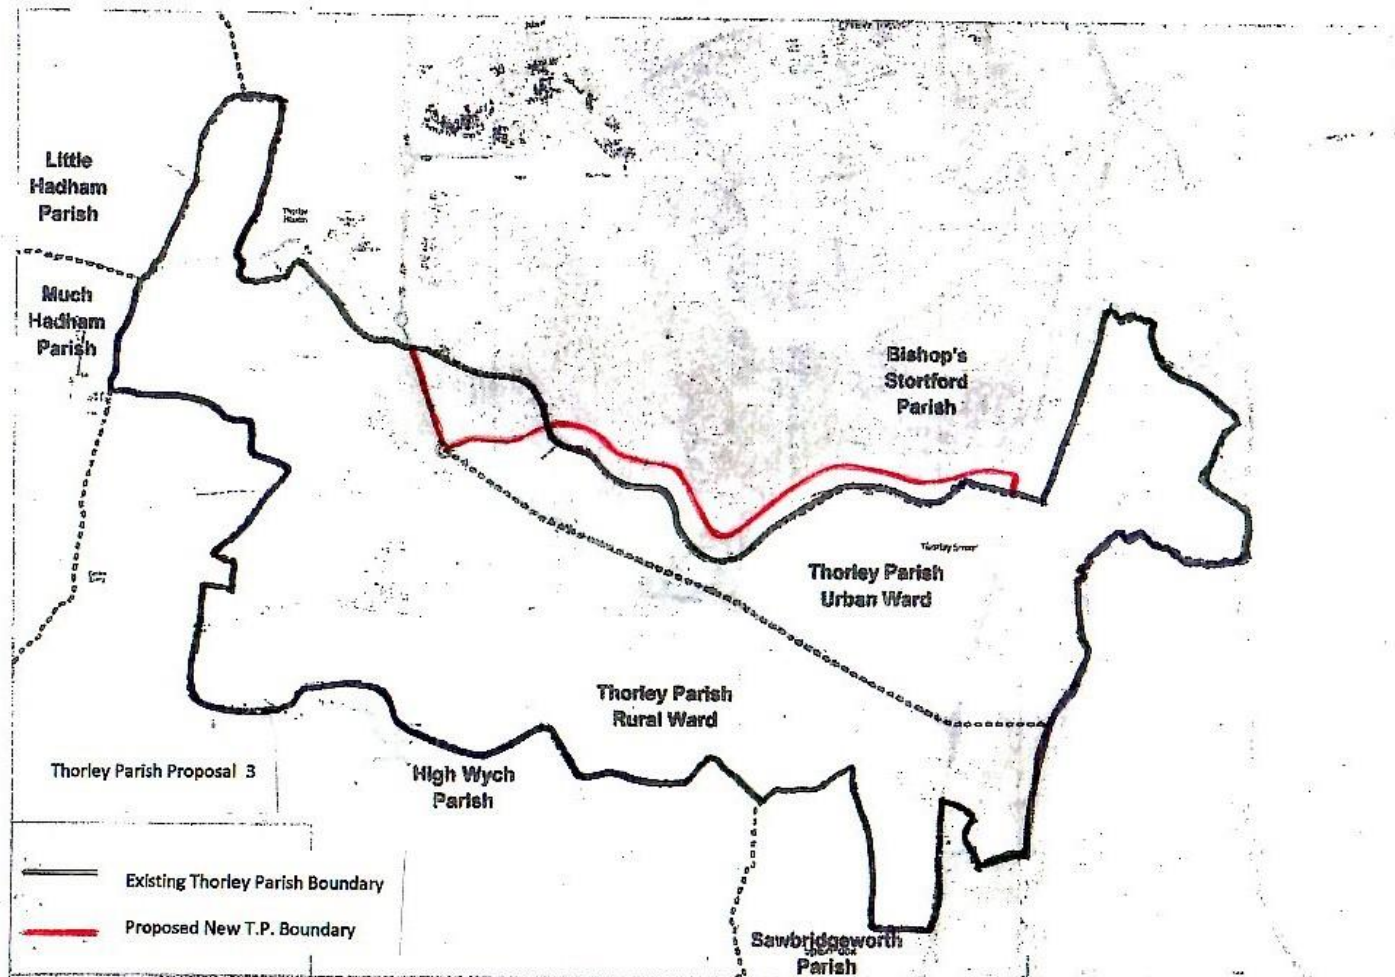 Little
Hadham
Parish
Much
Hadham
Parish
Bishop's
Stortford
Parish
Thorley Parish
Urban Ward
Thorley Parish
Rural Ward
Thorley Parish Proposal 3
High Wych
Parish
Existing Thorley Parish Boundary
Proposed New T.P. Boundary
Sawbridgeworth
Parish